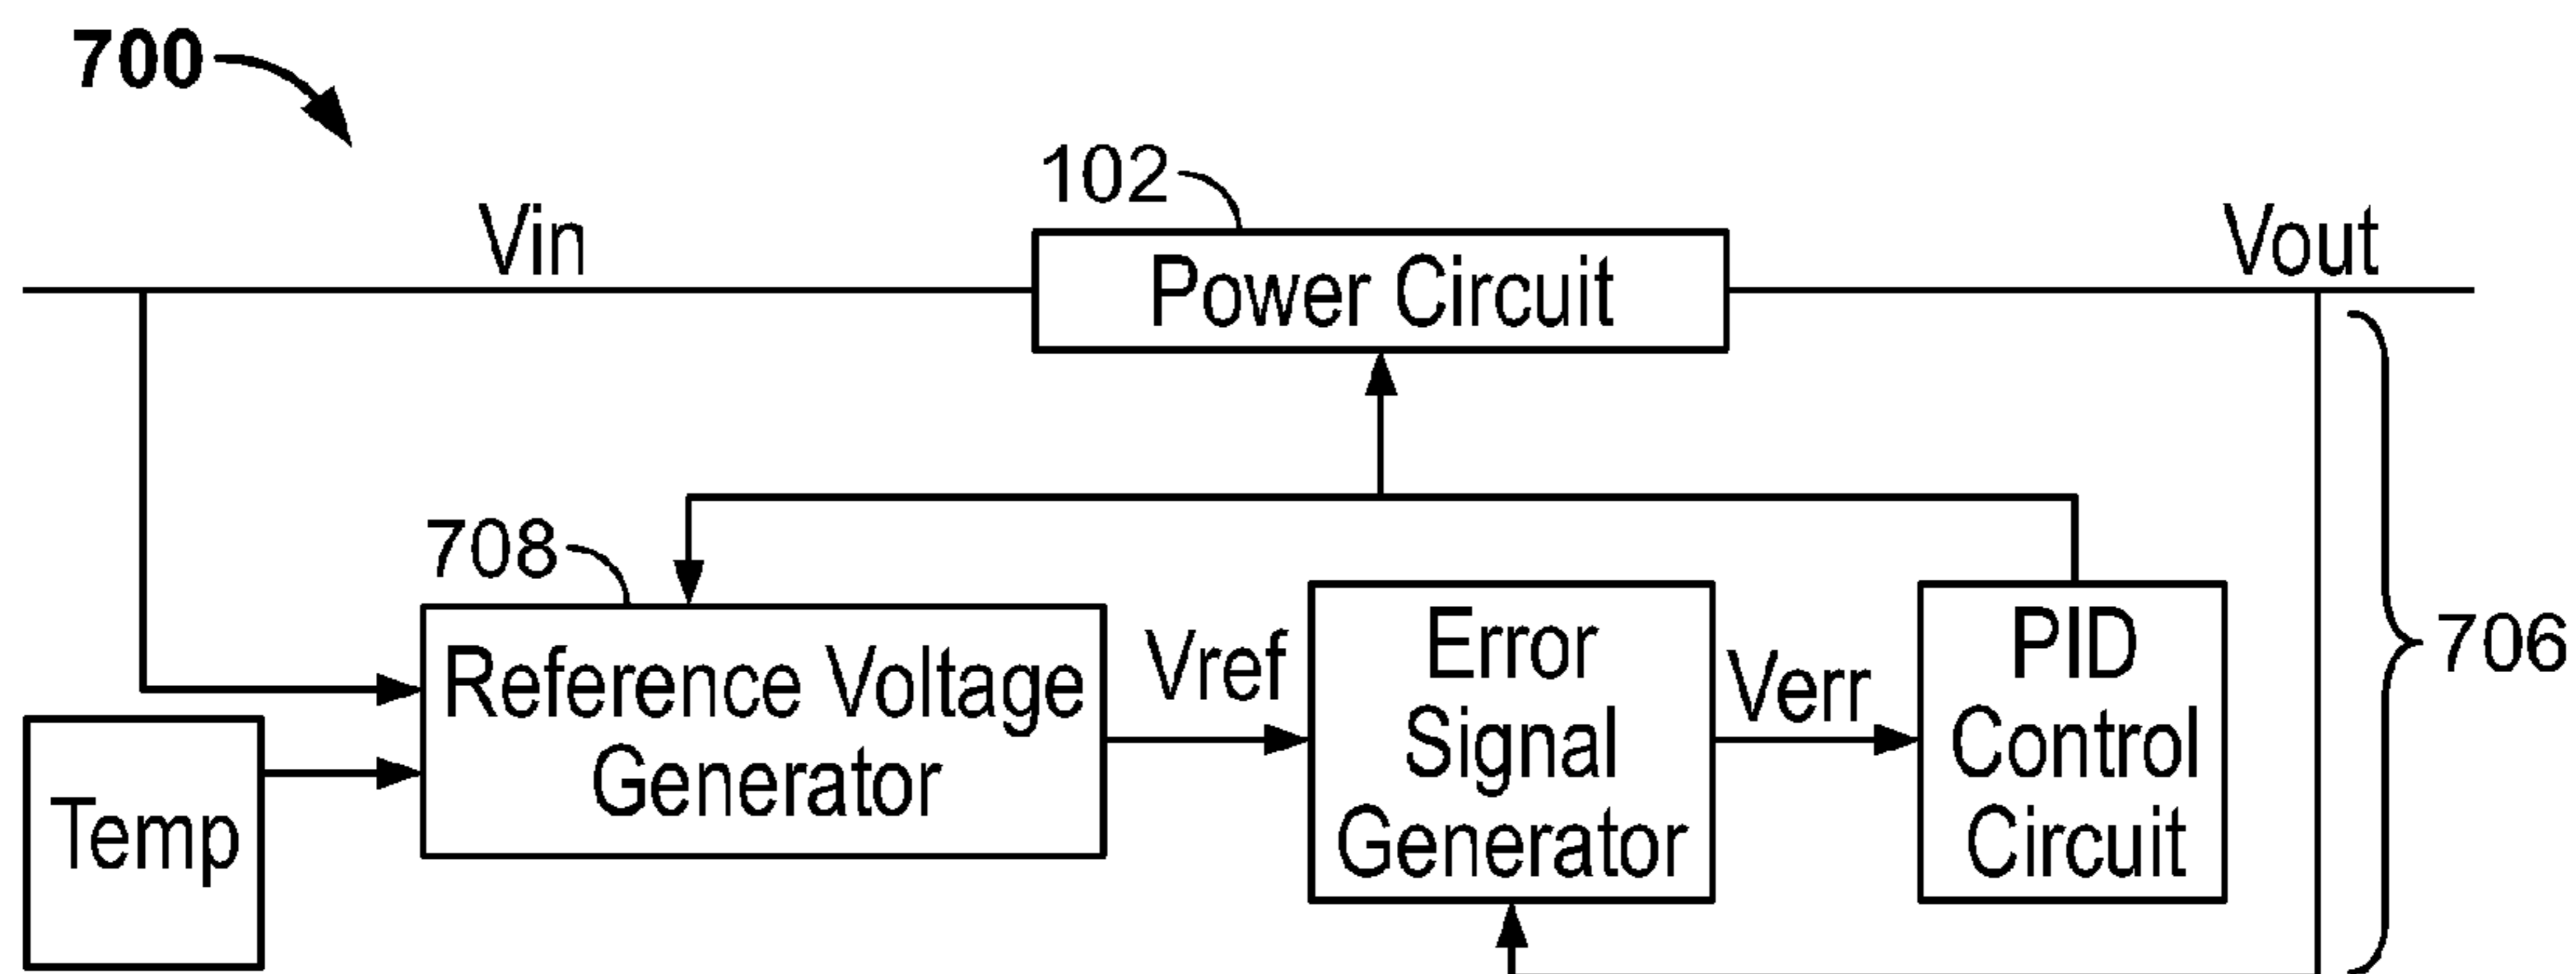 700
102
Vin
Power Circuit
Vout
708
Reference Voltage
Generator
Vref
Error
Signal
Generator
Verr
PID
Control
Circuit
706
Temp